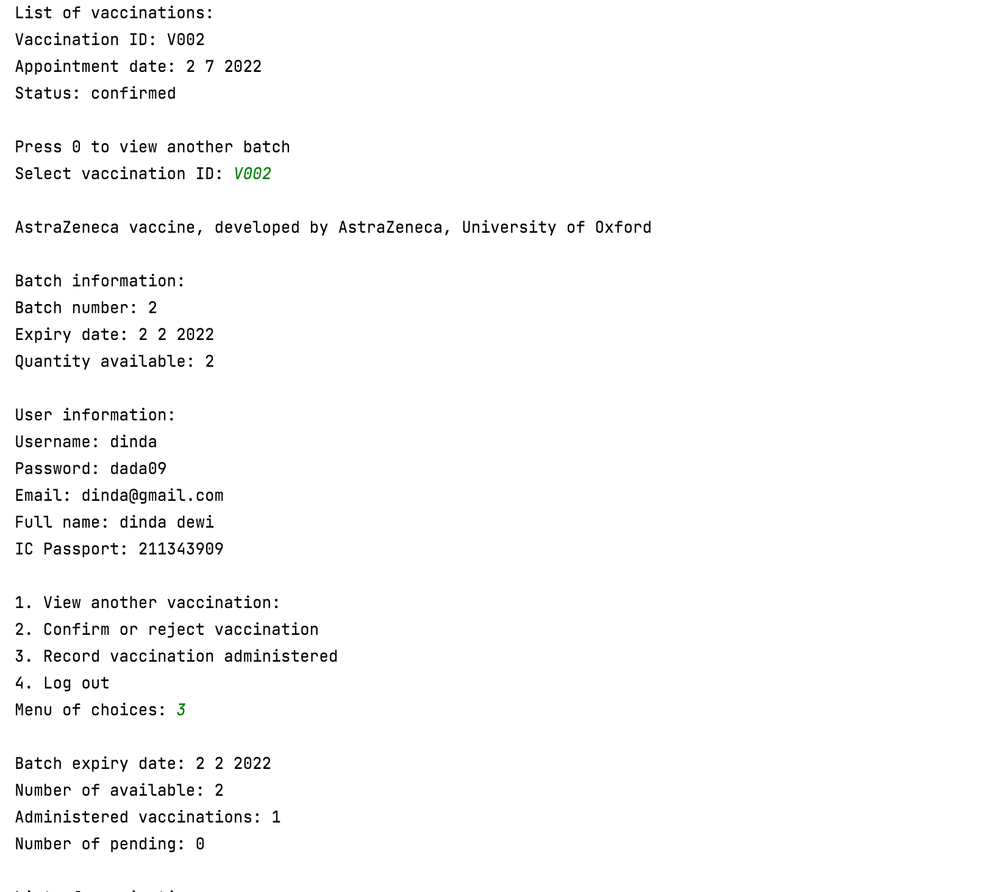 List of vaccinations:
Vaccination ID: V002
Appointment date: 2 7 2022
Status: confirmed
Press 0 to view another batch
Select vaccination ID: V002
AstraZeneca vaccine, developed by AstraZeneca, University of Oxford
Batch information:
Batch number: 2
Expiry date: 2 2 2022
Quantity available: 2
User information:
Username: dinda
Password: dada09
Email: dinda@gmail.com
Full name: dinda dewi
IC Passport: 211343909
1. View another vaccination:
2. Confirm or reject vaccination
3. Record vaccination administered
4. Log out
Menu of choices: 3
Batch expiry date: 2 2 2022
Number of available: 2
Administered vaccinations: 1
Number of pending: 0